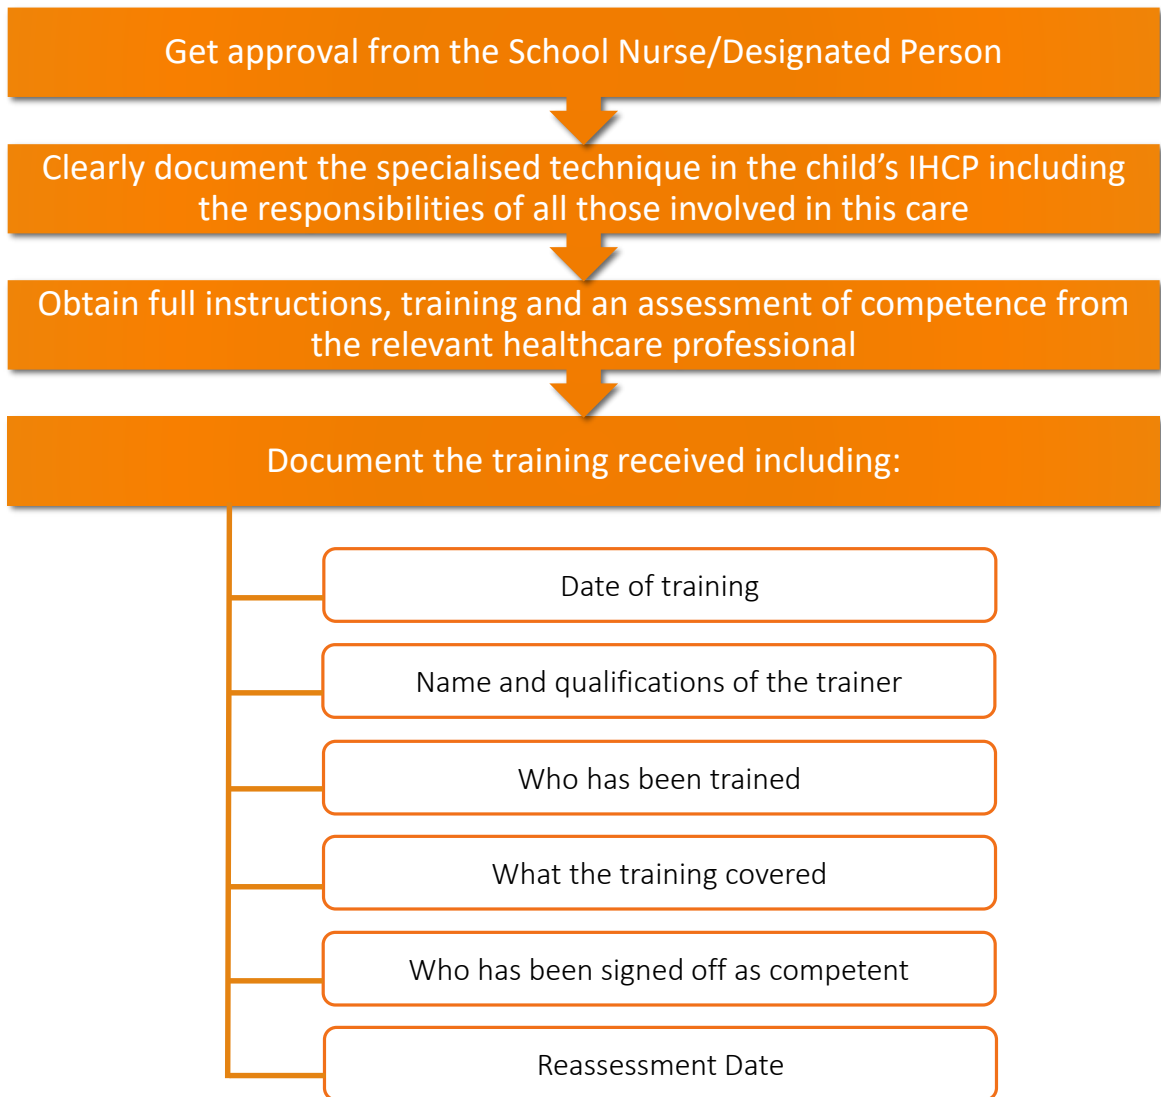 Get approval from the School Nurse/Designated Person
Clearly document the specialised technique in the child’s IHCP including
the responsibilities of all those involved in this care
Obtain full instructions, training and an assessment of competence from
the relevant healthcare professional
Document the training received including:
Date of training
Name and qualifications of the trainer
Who has been trained
What the training covered
Who has been signed off as competent
Reassessment Date